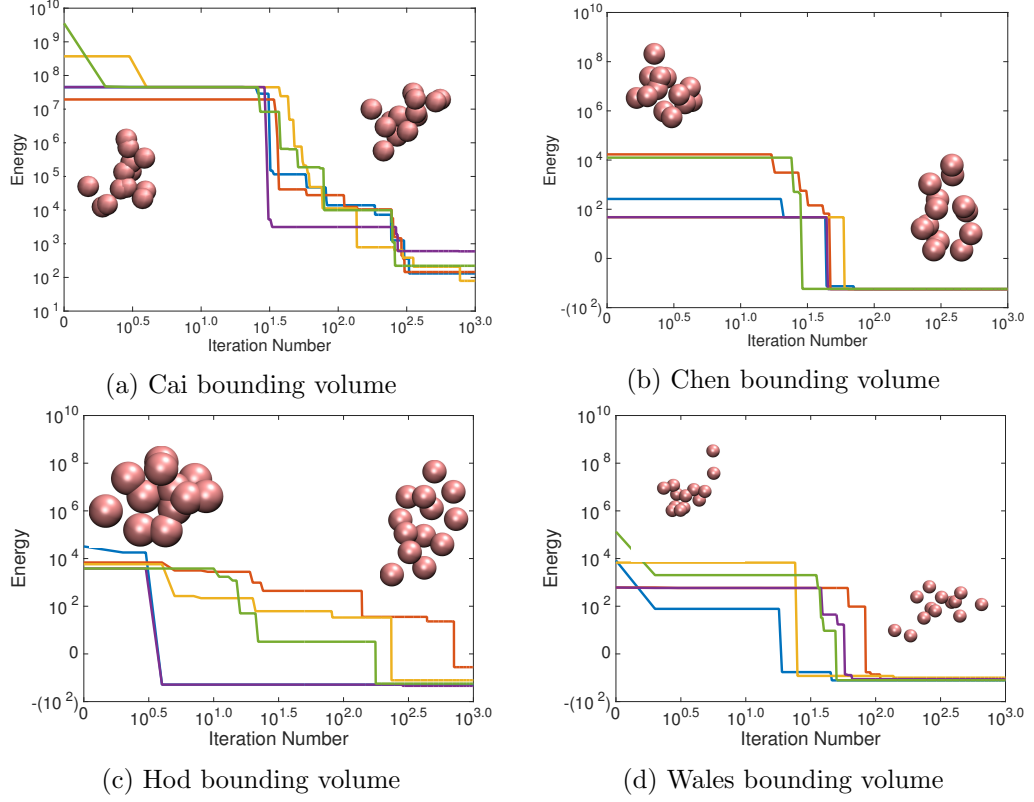 10^10
10^9
10^8
10^7
10^6
10^5
10^4
10^3
10^2
10^1
Energy
0 10^0.5 10^1.0 10^1.5 10^2.0 10^2.5 10^3.0
Iteration Number
(a) Cai bounding volume
10^10
10^8
10^6
10^4
10^2
0
-(10^2)
Energy
0 10^0.5 10^1.0 10^1.5 10^2.0 10^2.5 10^3.0
Iteration Number
(b) Chen bounding volume
10^10
10^8
10^6
10^4
10^2
0
-(10^2)
Energy
0 10^0.5 10^1.0 10^1.5 10^2.0 10^2.5 10^3.0
Iteration Number
(c) Hod bounding volume
10^10
10^8
10^6
10^4
10^2
0
-(10^2)
Energy
0 10^0.5 10^1.0 10^1.5 10^2.0 10^2.5 10^3.0
Iteration Number
(d) Wales bounding volume